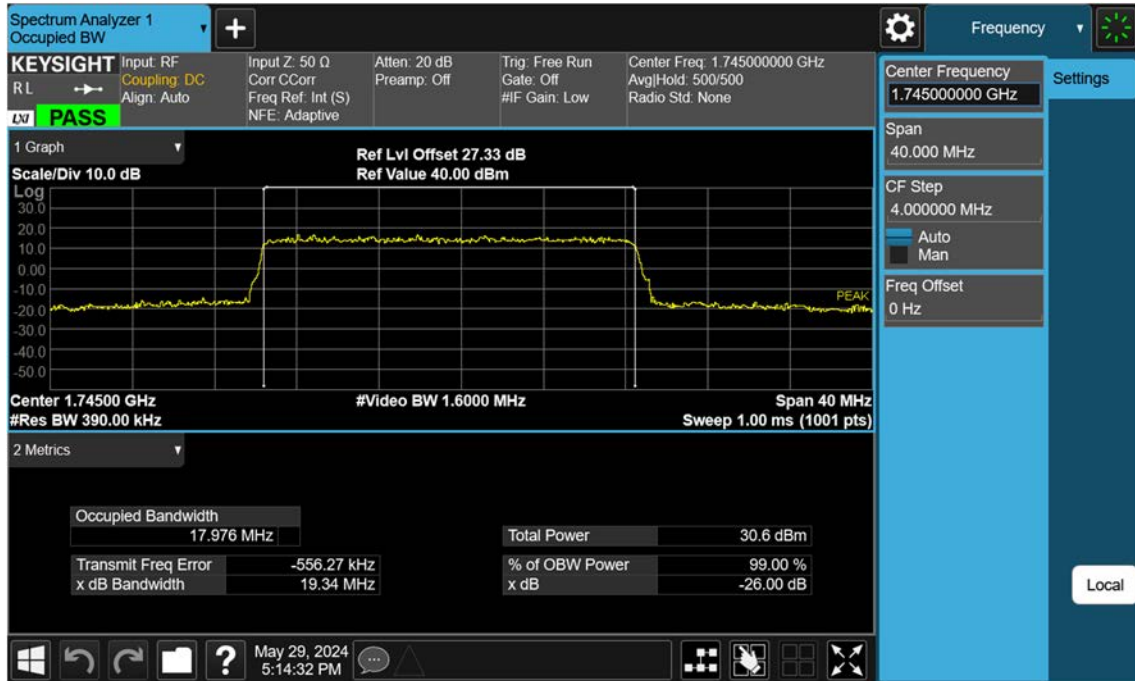 Spectrum Analyzer 1
Occupied BW
+
Frequency
KEYSIGHT
RL
LXI
PASS
Input: RF
Coupling: DC
Align: Auto
Input Z: 50 Ω
Corr CCorr
Freq Ref: Int (S)
NFE: Adaptive
Atten: 20 dB
Preamp: Off
Trig: Free Run
Gate: Off
#IF Gain: Low
Center Freq: 1.745000000 GHz
Avg|Hold: 500/500
Radio Std: None
1 Graph
Scale/Div 10.0 dB
Ref Lvl Offset 27.33 dB
Ref Value 40.00 dBm
Log
30.0
20.0
10.0
0.00
-10.0
-20.0
-30.0
-40.0
-50.0
PEAK
Center 1.74500 GHz
#Video BW 1.6000 MHz
Span 40 MHz
#Res BW 390.00 kHz
Sweep 1.00 ms (1001 pts)
2 Metrics
Occupied Bandwidth
17.976 MHz
Total Power 30.6 dBm
Transmit Freq Error -556.27 kHz
% of OBW Power 99.00 %
x dB Bandwidth 19.34 MHz
x dB -26.00 dB
?
May 29, 2024
5:14:32 PM
Center Frequency
1.745000000 GHz
Span
40.000 MHz
CF Step
4.000000 MHz
Auto
Man
Freq Offset
0 Hz
Settings
Local